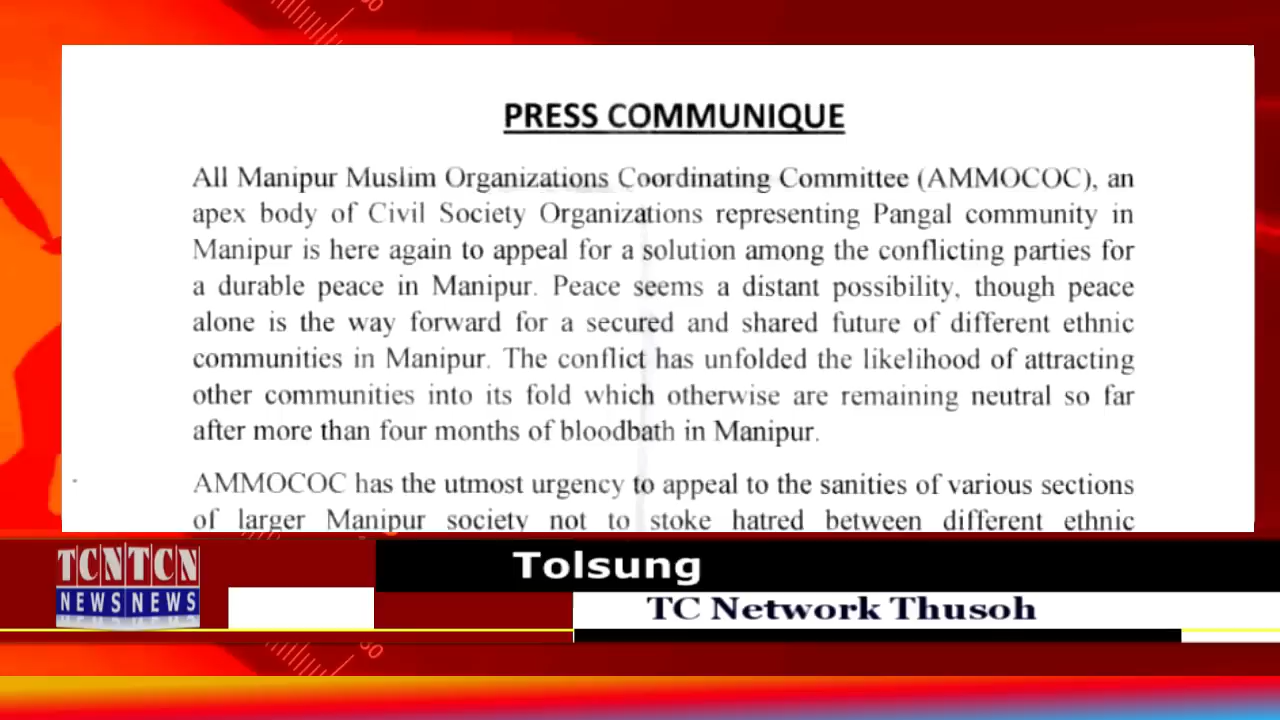 PRESS COMMUNIQUE
All Manipur Muslim Organizations Coordinating Committee (AMMOCOC), an
apex body of Civil Society Organizations representing Pangal community in
Manipur is here again to appeal for a solution among the conflicting parties for
a durable peace in Manipur. Peace seems a distant possibility, though peace
alone is the way forward for a secured and shared future of different ethnic
communities in Manipur. The conflict has unfolded the likelihood of attracting
other communities into its fold which otherwise are remaining neutral so far
after more than four months of bloodbath in Manipur.
AMMOCOC has the utmost urgency to appeal to the sanities of various sections
of larger Manipur society not to stoke hatred between different ethnic
TCNTCN
NEWSNEWS
Tolsung
TC Network Thusoh